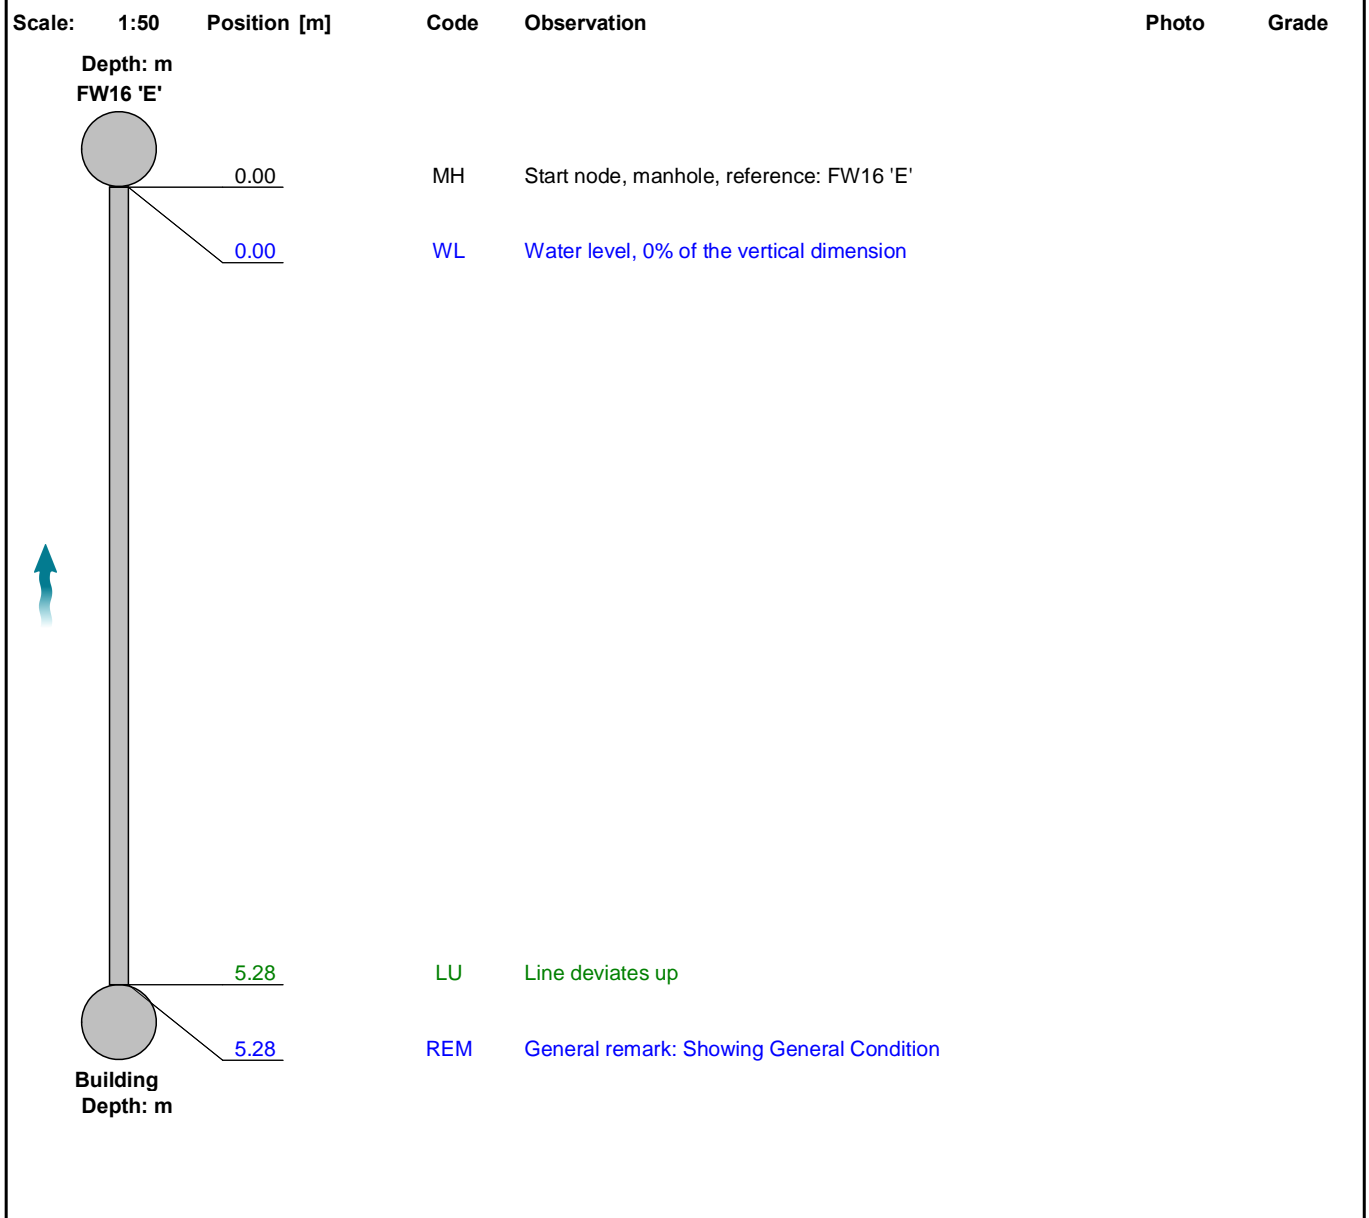 Scale: 1:50 Position [m] Code Observation Photo Grade
Depth: m
FW16 'E'
0.00 MH Start node, manhole, reference: FW16 'E'
0.00 WL Water level, 0% of the vertical dimension
5.28 LU Line deviates up
5.28 REM General remark: Showing General Condition
Building
Depth: m